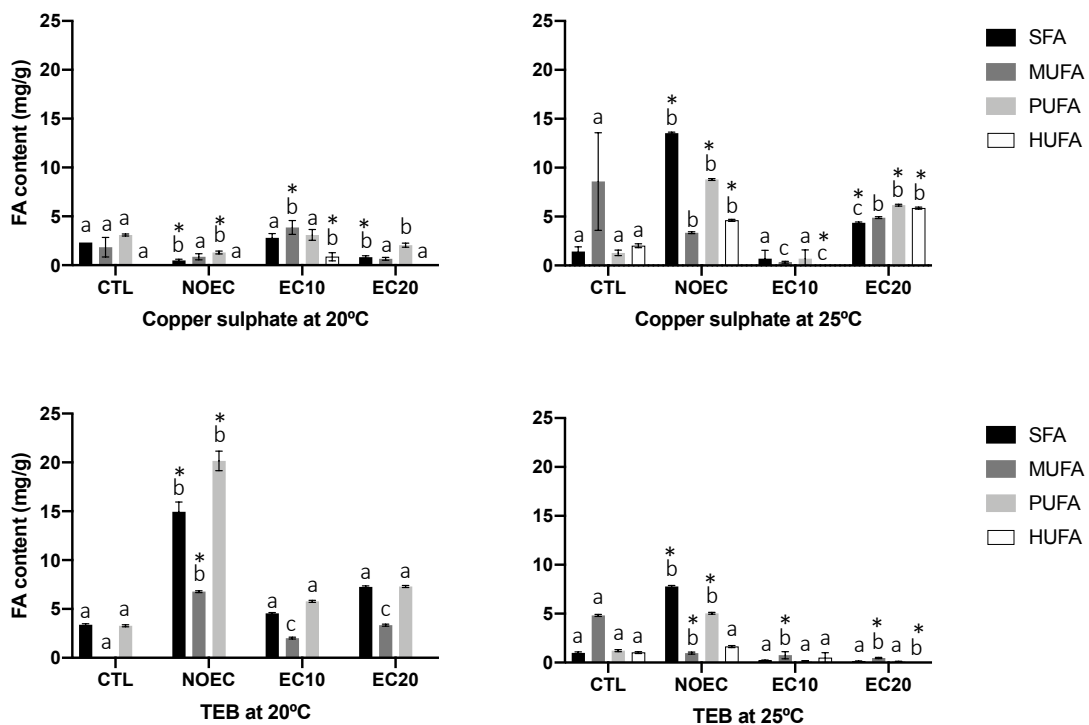 FA content (mg/g)
25
20
15
10
5
0
a a a a
* b a * b a
a * b a * b
* b a b a
CTL NOEC EC10 EC20
Copper sulphate at 20ºC
25
20
15
10
5
0
a a a a
* b b * b * b
a c a * c
* c b * b * b
CTL NOEC EC10 EC20
Copper sulphate at 25ºC
SFA
MUFA
PUFA
HUFA
FA content (mg/g)
25
20
15
10
5
0
a a a
* b * b * b
a c a
a c a
CTL NOEC EC10 EC20
TEB at 20ºC
25
20
15
10
5
0
a a a a
* b * b * b a
a * b a a
a * b a * b
CTL NOEC EC10 EC20
TEB at 25ºC
SFA
MUFA
PUFA
HUFA